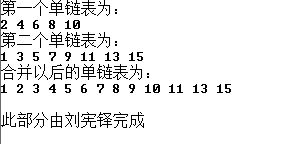 第一个单链表为：
2 4 6 8 10
第二个单链表为：
1 3 5 7 9 11 13 15
合并以后的单链表为：
1 2 3 4 5 6 7 8 9 10 11 13 15
此部分由刘宪铎完成